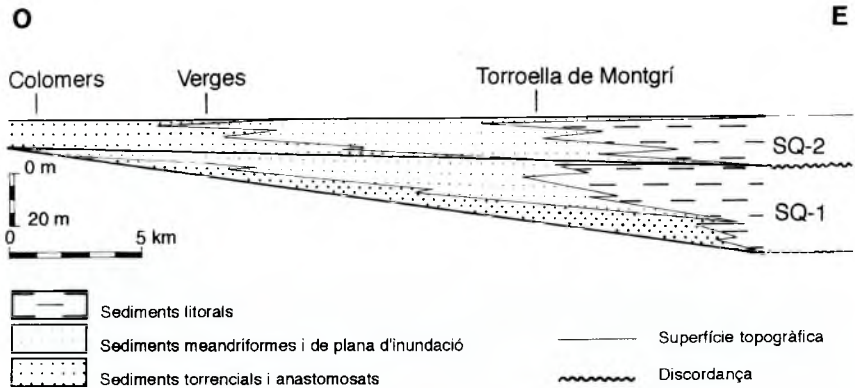 O E
Colomers Verges Torroella de Montgrí
SQ-2
0 m
20 m
SQ-1
0 5 km
Sediments litorals
Sediments meandriformes i de plana d'inundació
Sediments torrencials i anastomosats
Superfície topogràfica
Discordança